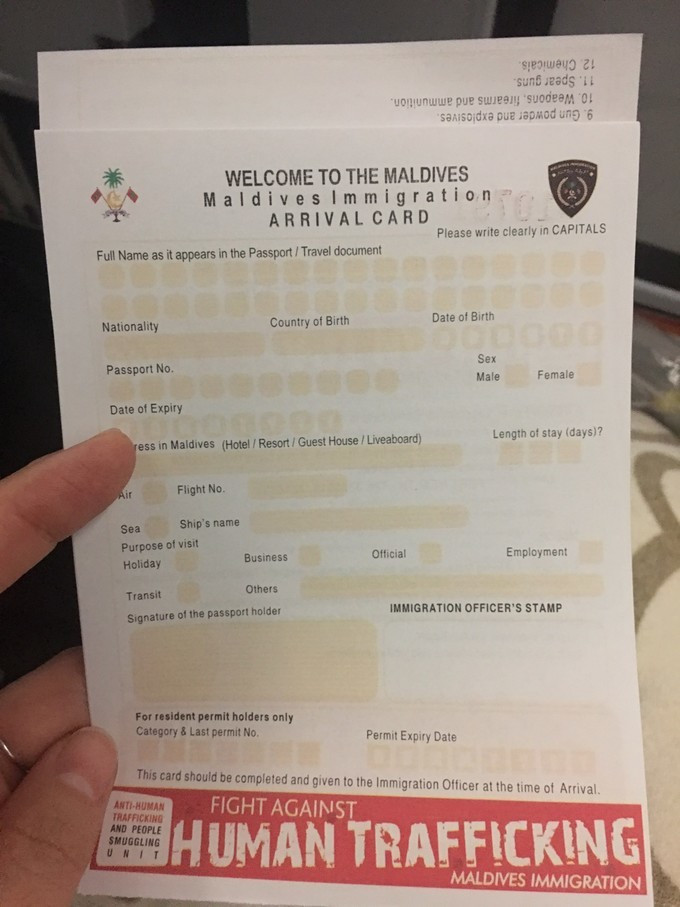 12. Chemicals.
11. Spear guns.
10. Weapons, firearms and ammunition.
9. Gun powder and explosives.
WELCOME TO THE MALDIVES
Maldives Immigration
ARRIVAL CARD
Please write clearly in CAPITALS
Full Name as it appears in the Passport / Travel document
Nationality Country of Birth Date of Birth
Passport No. Sex
Male Female
Date of Expiry
ress in Maldives (Hotel / Resort / Guest House / Liveaboard) Length of stay (days)?
Air Flight No.
Sea Ship's name
Purpose of visit
Holiday Business Official Employment
Transit Others
Signature of the passport holder IMMIGRATION OFFICER'S STAMP
For resident permit holders only
Category & Last permit No. Permit Expiry Date
This card should be completed and given to the Immigration Officer at the time of Arrival.
ANTI-HUMAN
TRAFFICKING
AND PEOPLE
SMUGGLING
UNIT
FIGHT AGAINST
HUMAN TRAFFICKING
MALDIVES IMMIGRATION